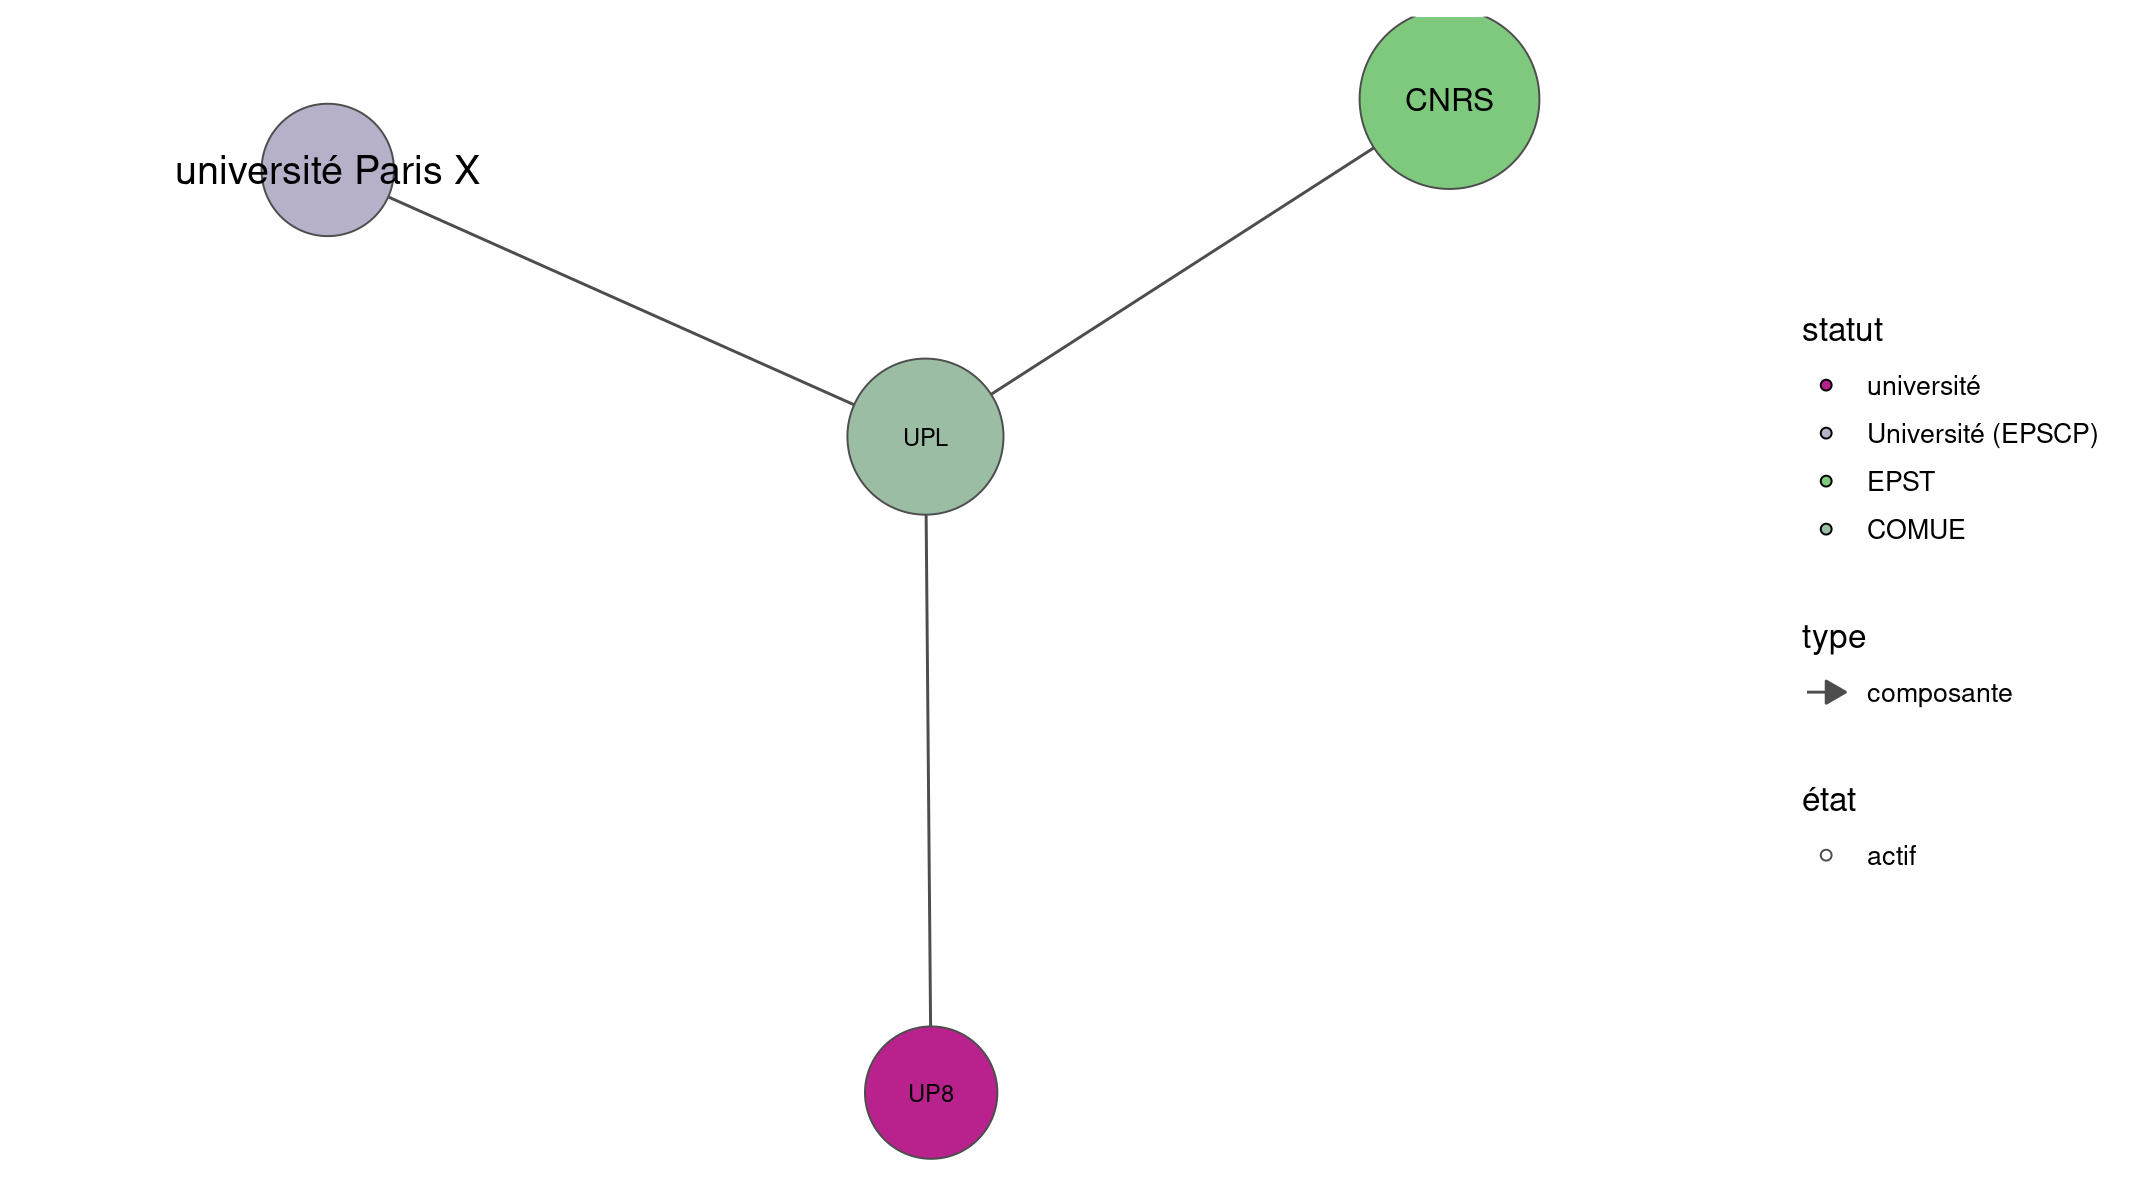 CNRS
université Paris X
UPL
UP8
statut
université
Université (EPSCP)
EPST
COMUE
type
composante
état
actif